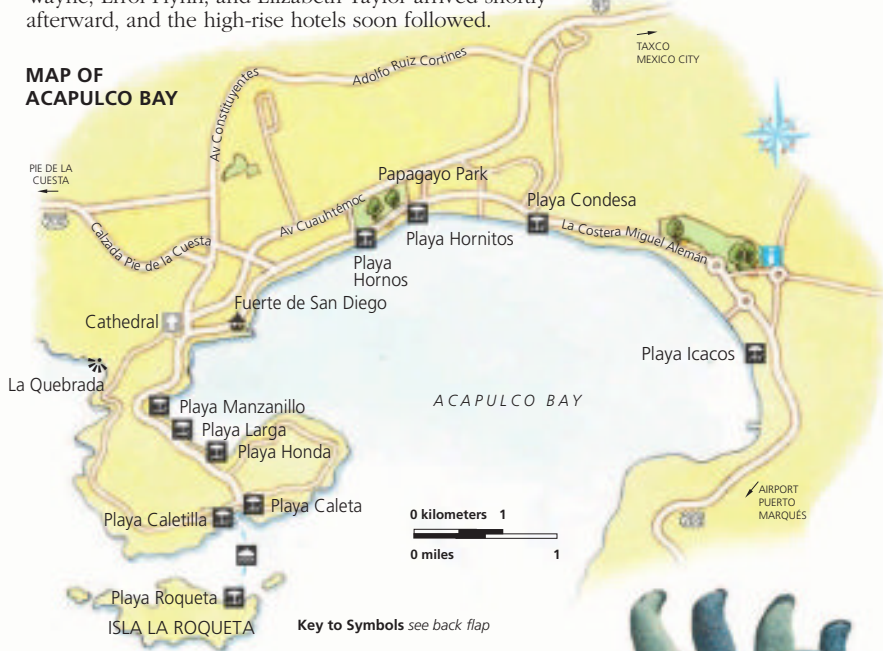 Wayne, Errol Flynn, and Elizabeth Taylor arrived shortly
afterward, and the high-rise hotels soon followed.
MAP OF
ACAPULCO BAY
TAXCO
MEXICO CITY
Adolfo Ruiz Cortines
Av Constituyentes
PIE DE LA
CUESTA
Papagayo Park
Av Cuauhtémoc
Playa Condesa
Calzada Pie de la Cuesta
Playa Hornitos
La Costera Miguel Alemán
Playa
Hornos
Fuerte de San Diego
Cathedral
Playa Icacos
La Quebrada
ACAPULCO BAY
Playa Manzanillo
Playa Larga
Playa Honda
Playa Caleta
Playa Caletilla
0 kilometers 1
0 miles 1
AIRPORT
PUERTO
MARQUÉS
Playa Roqueta
ISLA LA ROQUETA
Key to Symbols see back flap